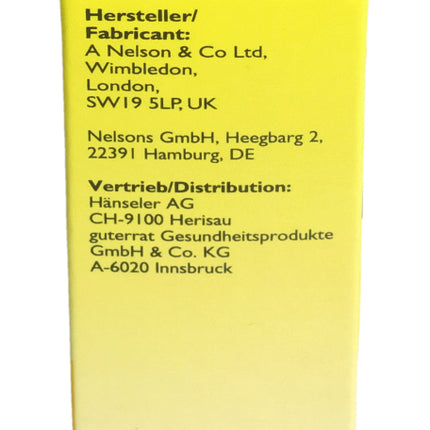 Hersteller/
Fabricant:
A Nelson & Co Ltd,
Wimbledon,
London,
SW19 5LP, UK
Nelsons GmbH, Heegbarg 2,
22391 Hamburg, DE
Vertrieb/Distribution:
Hänseler AG
CH-9100 Herisau
guterrat Gesundheitsprodukte
GmbH & Co. KG
A-6020 Innsbruck